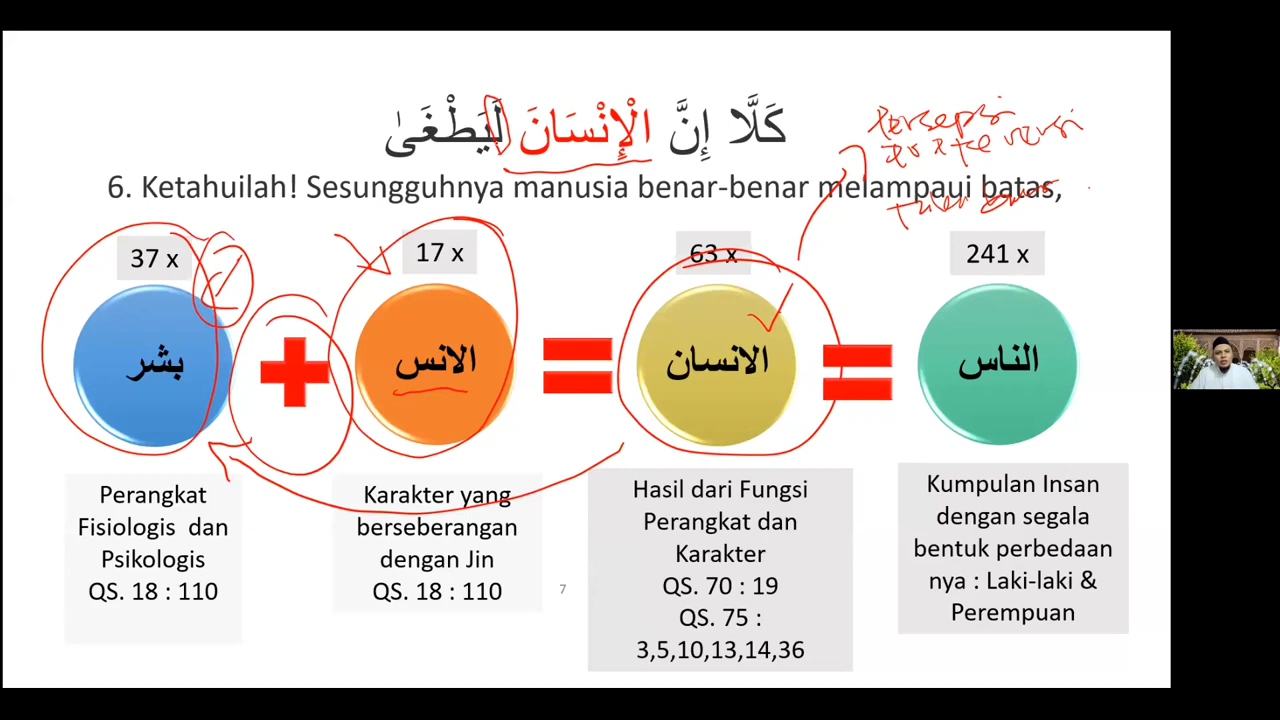 كَلَّا إِنَّ الْإِنْسَانَ لَيَطْغَىٰ
6. Ketahuilah! Sesungguhnya manusia benar-benar melampaui batas,
persepsi
37 x
17 x
63 x
241 x
بشر
الانس
الانسان
الناس
Perangkat
Fisiologis dan
Psikologis
QS. 18 : 110
Karakter yang
berseberangan
dengan Jin
QS. 18 : 110
Hasil dari Fungsi
Perangkat dan
Karakter
QS. 70 : 19
QS. 75 :
3,5,10,13,14,36
Kumpulan Insan
dengan segala
bentuk perbedaan
nya : Laki-laki &
Perempuan
7